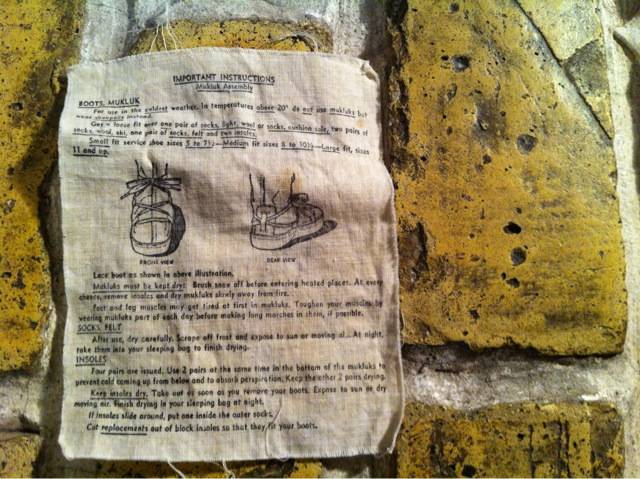 IMPORTANT INSTRUCTIONS
Mukluk Assembly
BOOTS, MUKLUK
For use in the coldest weather. In temperatures above 20° do not use mukluks but
wear shoepacs instead.
Get a loose fit over one pair of socks, light, wool or socks, cushion sole, two pairs of
socks, wool, ski, one pair of socks, felt and two insoles.
Small fit service shoe sizes 5 to 7½—Medium fit sizes 8 to 10½—Large fit, sizes
11 and up.
FRONT VIEW
REAR VIEW
Lace boot as shown in above illustration.
Mukluks must be kept dry: Brush snow off before entering heated places. At every
chance, remove insoles and dry mukluks slowly away from fire.
Foot and leg muscles may get tired at first in mukluks. Toughen your muscles by
wearing mukluks part of each day before making long marches in them, if possible.
SOCKS, FELT
After use, dry carefully. Scrape off frost and expose to sun or moving At night,
take them into your sleeping bag to finish drying.
INSOLES
Four pairs are issued. Use 2 pairs at the same time in the bottom of the mukluks to
prevent cold coming up from below and to absorb perspiration. Keep the other 2 pairs drying.
Keep insoles dry. Take out as soon as you remove your boots. Expose to sun or dry
moving air. Finish drying in your sleeping bag at night.
If insoles slide around, put one inside the outer socks.
Cut replacements out of block insoles so that they fit your boots.